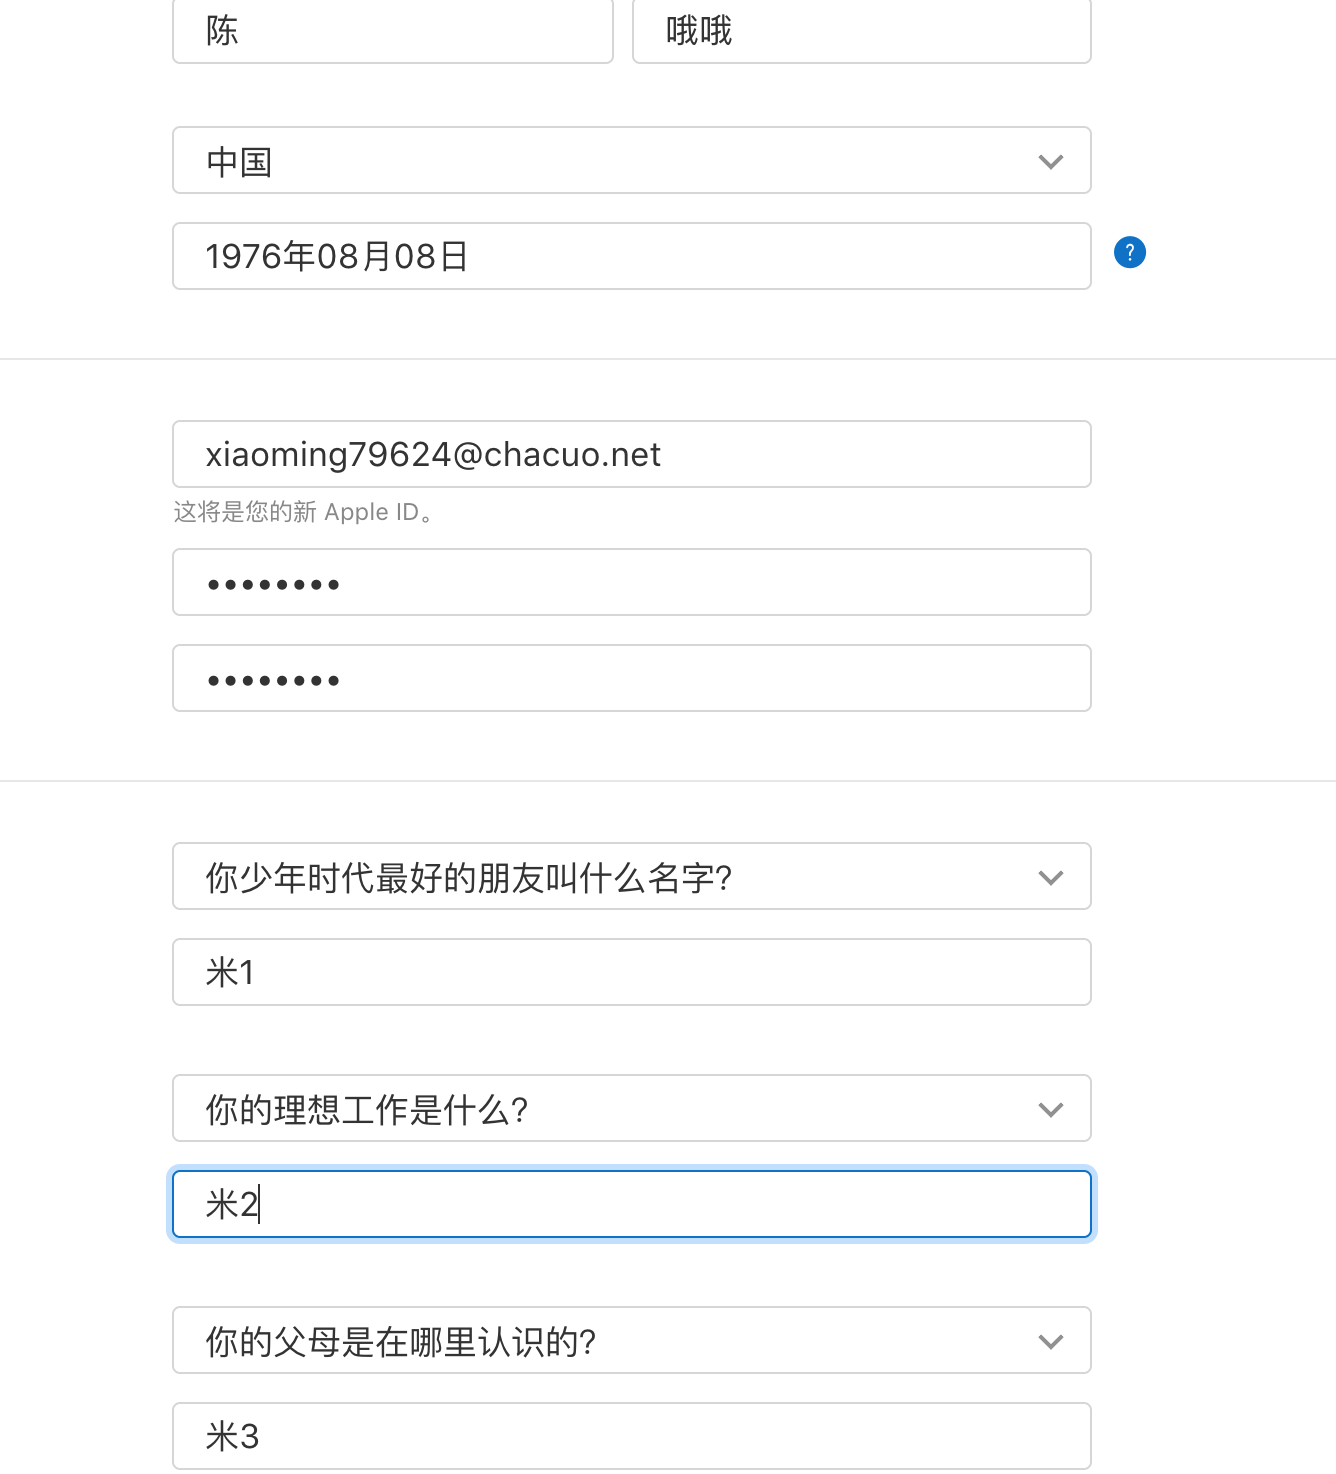 陈
哦哦
中国
1976年08月08日
?
xiaoming79624@chacuo.net
这将是您的新 Apple ID。
••••••••
••••••••
你少年时代最好的朋友叫什么名字?
米1
你的理想工作是什么?
米2
你的父母是在哪里认识的?
米3